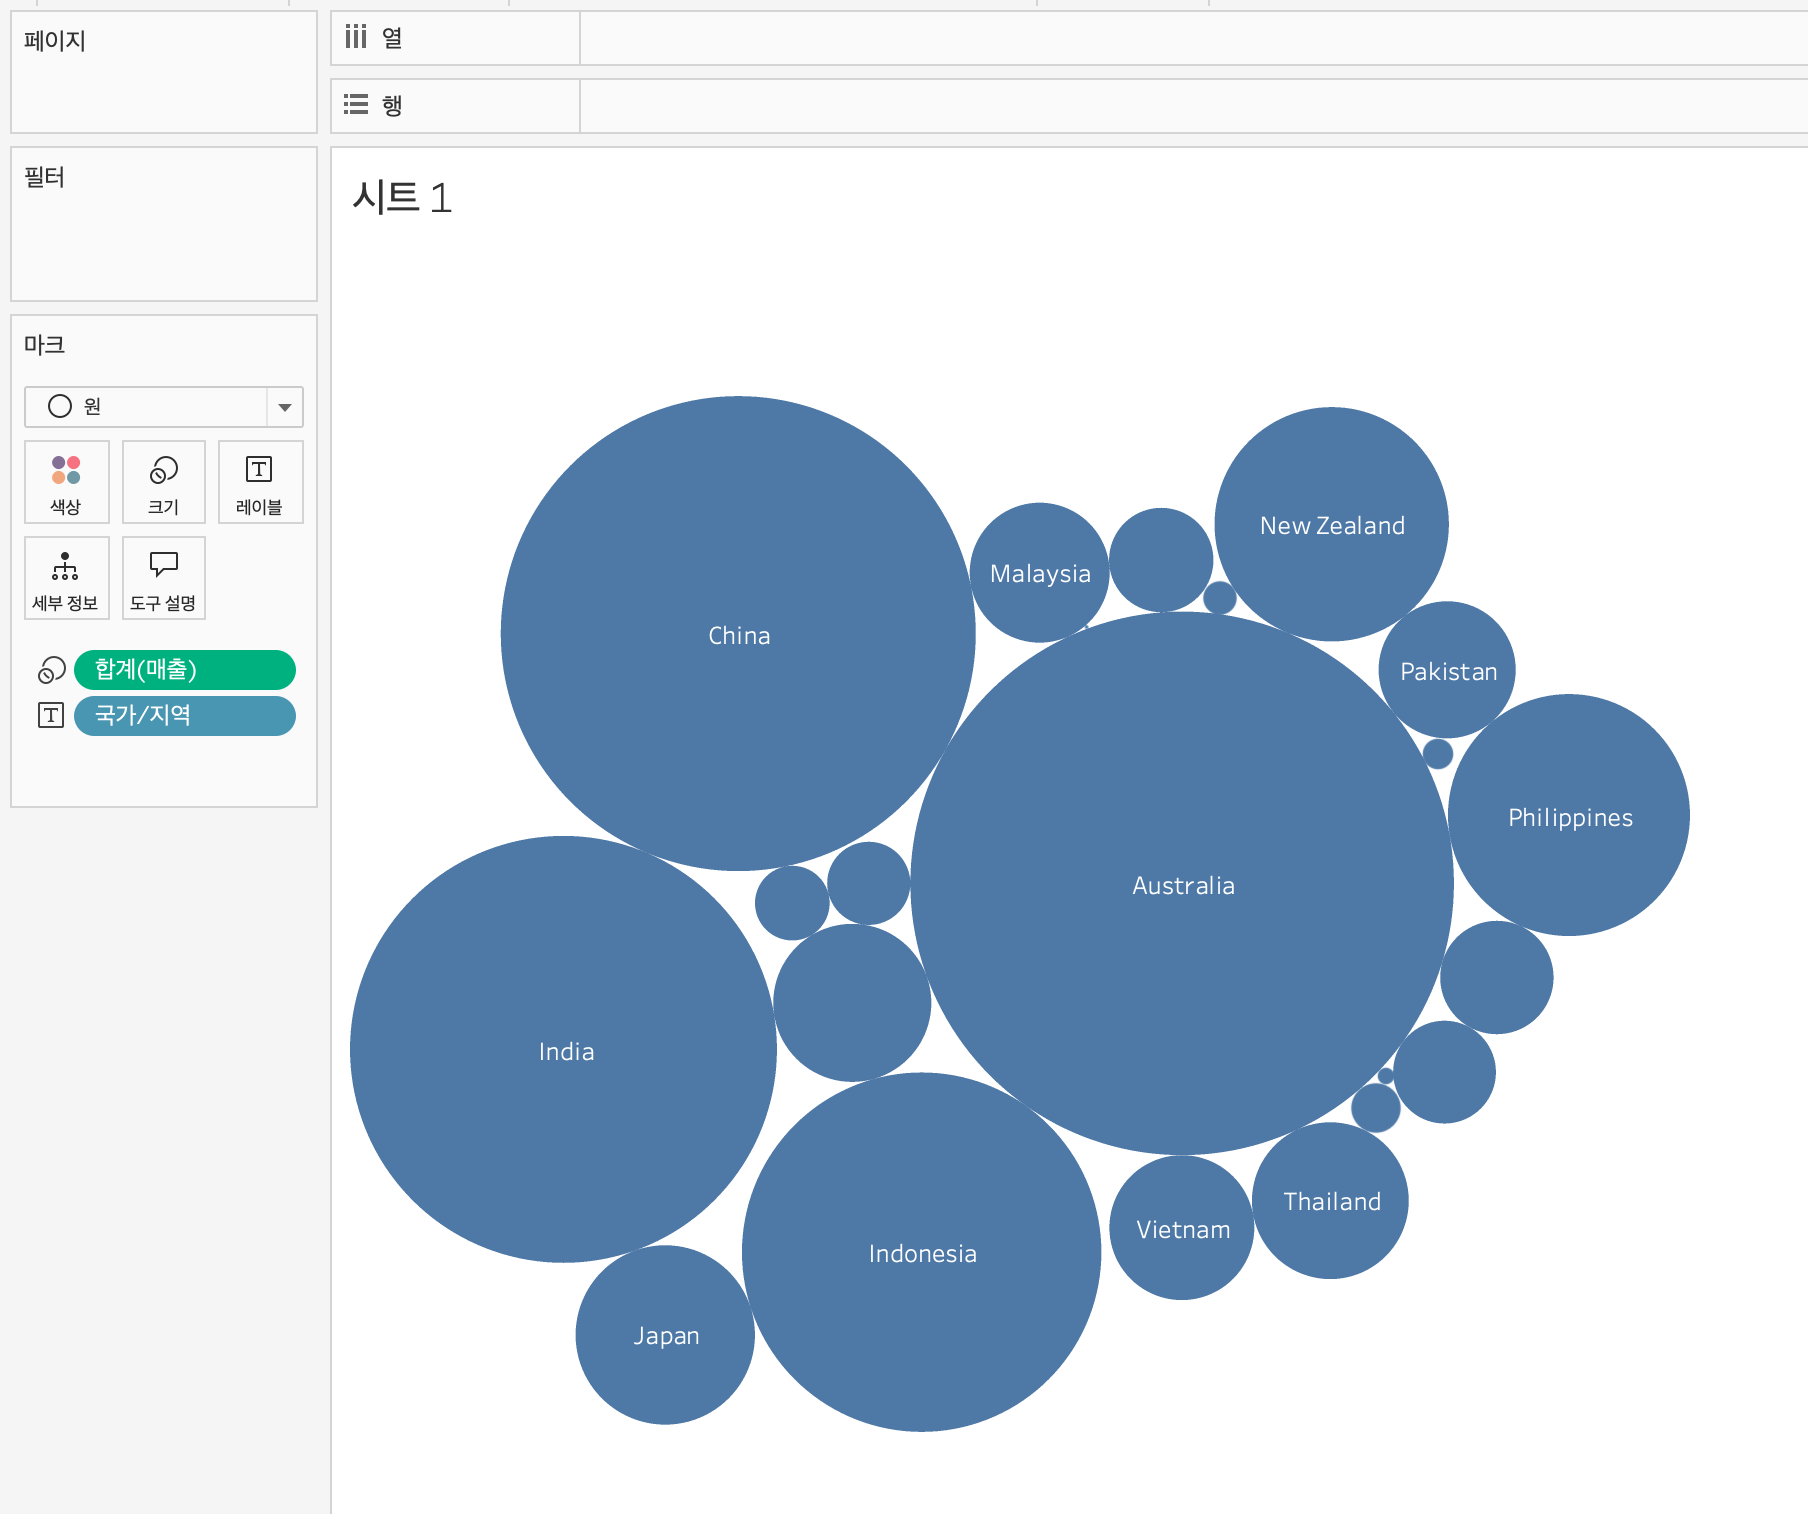 페이지
열
행
필터
시트 1
마크
원
색상
크기
레이블
세부 정보
도구 설명
합계(매출)
국가/지역
China
Malaysia
New Zealand
Pakistan
Philippines
Australia
India
Indonesia
Vietnam
Thailand
Japan